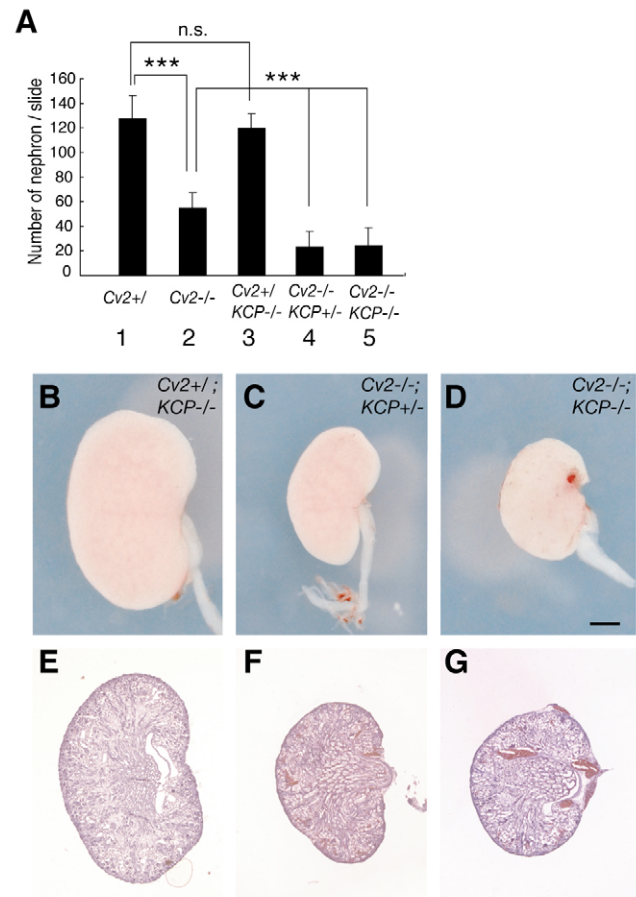 A
n.s.
***
***
Number of nephron / slide
160
140
120
100
80
60
40
20
0
Cv2+/ Cv2-/- Cv2+/ Cv2-/- Cv2-/-
KCP-/- KCP+/- KCP-/-
1 2 3 4 5
B Cv2+/ ;
KCP-/-
C Cv2-/-;
KCP+/-
D Cv2-/-;
KCP-/-
E F G